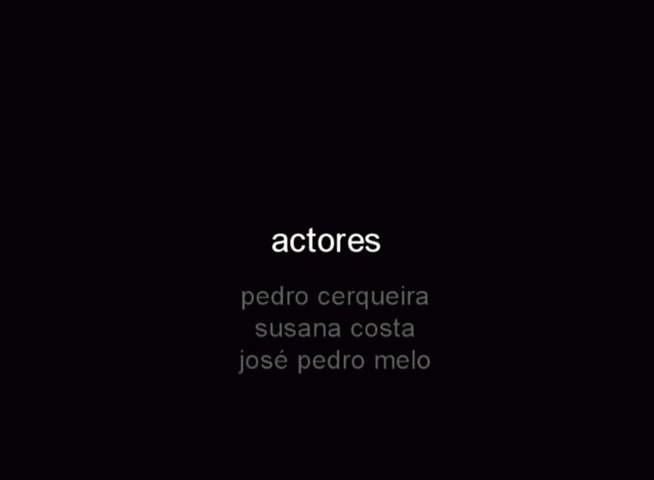 actores
pedro cerqueira
susana costa
josé pedro melo